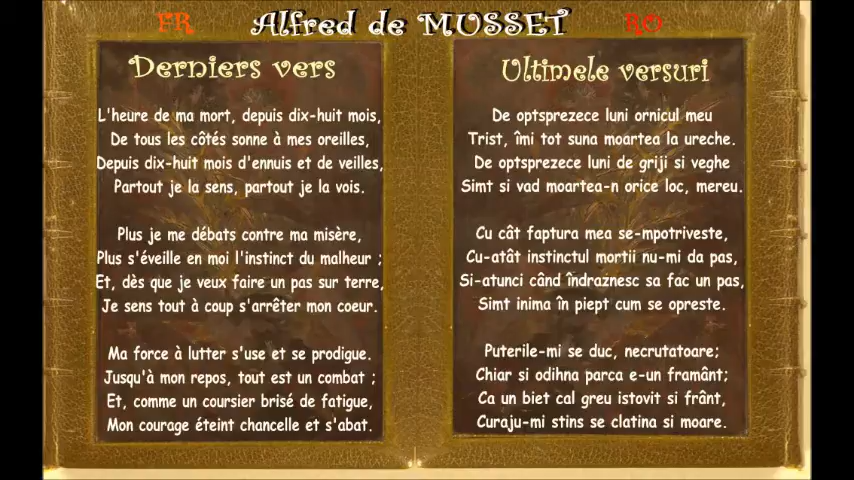 FR
Alfred de MUSSET
RO
Derniers vers
L'heure de ma mort, depuis dix-huit mois,
De tous les côtés sonne à mes oreilles,
Depuis dix-huit mois d'ennuis et de veilles,
Partout je la sens, partout je la vois.
Plus je me débats contre ma misère,
Plus s'éveille en moi l'instinct du malheur ;
Et, dès que je veux faire un pas sur terre,
Je sens tout à coup s'arrêter mon coeur.
Ma force à lutter s'use et se prodigue.
Jusqu'à mon repos, tout est un combat ;
Et, comme un coursier brisé de fatigue,
Mon courage éteint chancelle et s'abat.
Ultimele versuri
De optsprezece luni ornicul meu
Trist, îmi tot suna moartea la ureche.
De optsprezece luni de griji si veghe
Simt si vad moartea-n orice loc, mereu.
Cu cât faptura mea se-mpotriveste,
Cu-atât instinctul mortii nu-mi da pas,
Si-atunci când îndraznesc sa fac un pas,
Simt inima în piept cum se opreste.
Puterile-mi se duc, necrutatoare;
Chiar si odihna parca e-un framânt;
Ca un biet cal greu istovit si frânt,
Curaju-mi stins se clatina si moare.